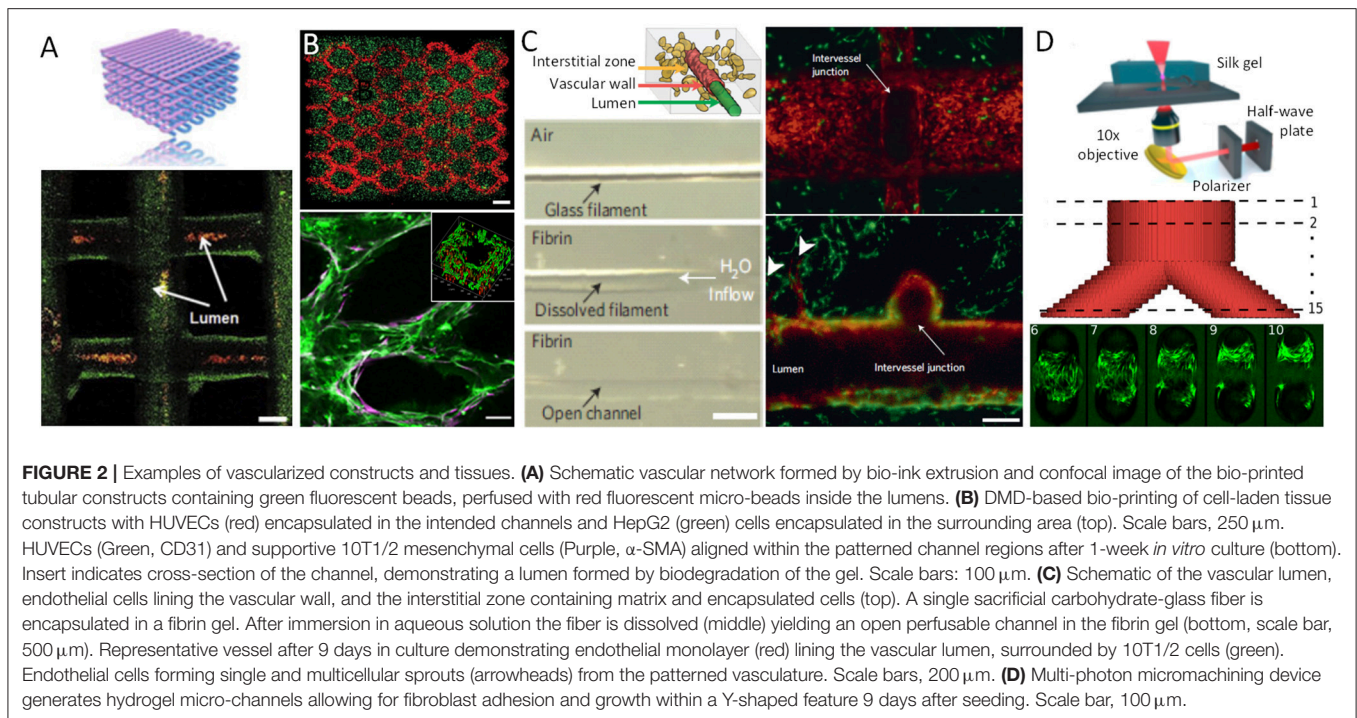 A
Lumen
B
C
Interstitial zone
Vascular wall
Lumen
Air
Glass filament
Fibrin
H2O
Inflow
Dissolved filament
Fibrin
Open channel
Intervessel
junction
Lumen
Intervessel junction
D
Silk gel
Half-wave
plate
10x
objective
Polarizer
1
2
15
6 7 8 9 10
FIGURE 2 | Examples of vascularized constructs and tissues. (A) Schematic vascular network formed by bio-ink extrusion and confocal image of the bio-printed
tubular constructs containing green fluorescent beads, perfused with red fluorescent micro-beads inside the lumens. (B) DMD-based bio-printing of cell-laden tissue
constructs with HUVECs (red) encapsulated in the intended channels and HepG2 (green) cells encapsulated in the surrounding area (top). Scale bars, 250 μm.
HUVECs (Green, CD31) and supportive 10T1/2 mesenchymal cells (Purple, α-SMA) aligned within the patterned channel regions after 1-week in vitro culture (bottom).
Insert indicates cross-section of the channel, demonstrating a lumen formed by biodegradation of the gel. Scale bars: 100 μm. (C) Schematic of the vascular lumen,
endothelial cells lining the vascular wall, and the interstitial zone containing matrix and encapsulated cells (top). A single sacrificial carbohydrate-glass fiber is
encapsulated in a fibrin gel. After immersion in aqueous solution the fiber is dissolved (middle) yielding an open perfusable channel in the fibrin gel (bottom, scale bar,
500 μm). Representative vessel after 9 days in culture demonstrating endothelial monolayer (red) lining the vascular lumen, surrounded by 10T1/2 cells (green).
Endothelial cells forming single and multicellular sprouts (arrowheads) from the patterned vasculature. Scale bars, 200 μm. (D) Multi-photon micromachining device
generates hydrogel micro-channels allowing for fibroblast adhesion and growth within a Y-shaped feature 9 days after seeding. Scale bar, 100 μm.